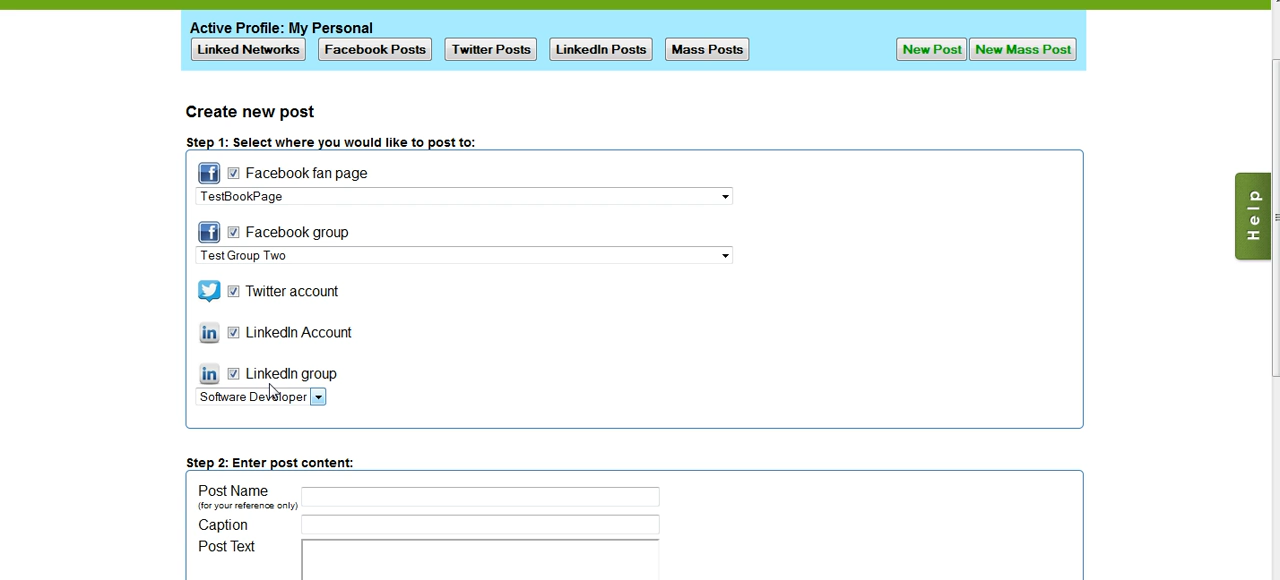 Active Profile: My Personal
Linked Networks Facebook Posts Twitter Posts LinkedIn Posts Mass Posts New Post New Mass Post
Create new post
Step 1: Select where you would like to post to:
f Facebook fan page
TestBookPage
f Facebook group
Test Group Two
Twitter account
in LinkedIn Account
in LinkedIn group
Software Developer
Help
Step 2: Enter post content:
Post Name
(for your reference only)
Caption
Post Text